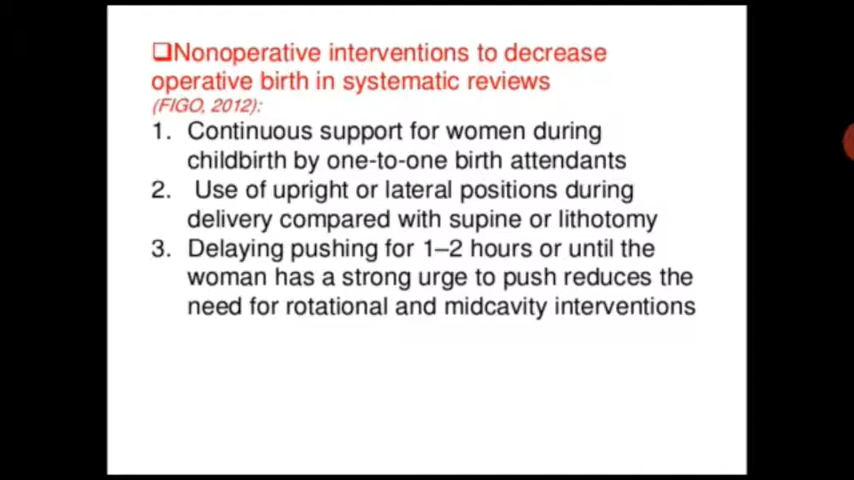 ❑Nonoperative interventions to decrease
operative birth in systematic reviews
(FIGO, 2012):
1. Continuous support for women during
childbirth by one-to-one birth attendants
2. Use of upright or lateral positions during
delivery compared with supine or lithotomy
3. Delaying pushing for 1–2 hours or until the
woman has a strong urge to push reduces the
need for rotational and midcavity interventions